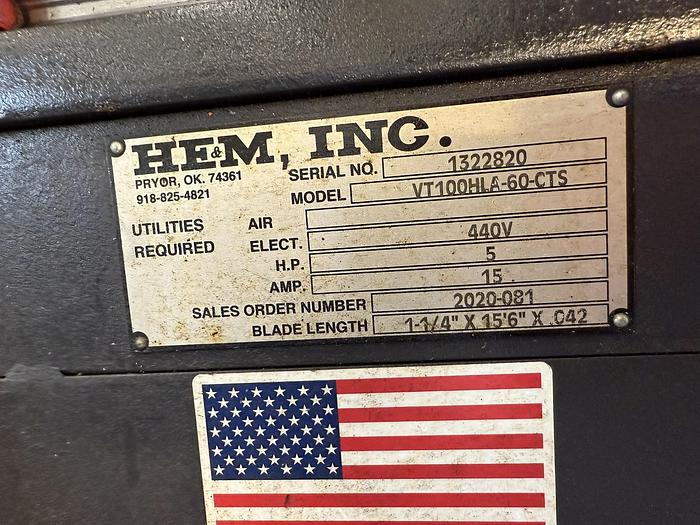 HE&M, INC.
PRYOR, OK. 74361
918-825-4821
SERIAL NO. 1322820
MODEL VT100HLA-60-CTS
UTILITIES REQUIRED
AIR
ELECT. 440V
H.P. 5
AMP. 15
SALES ORDER NUMBER 2020-081
BLADE LENGTH 1-1/4" X 15'6" X .042